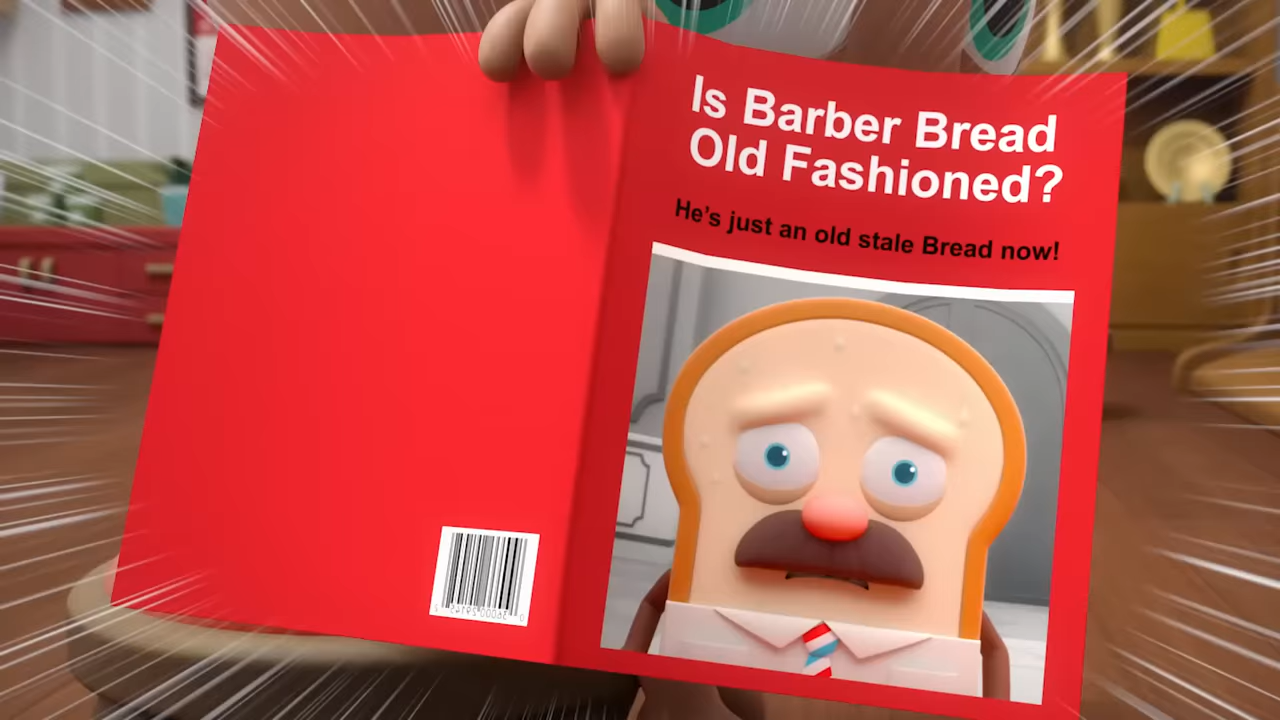 Is Barber Bread
Old Fashioned?
He's just an old stale Bread now!